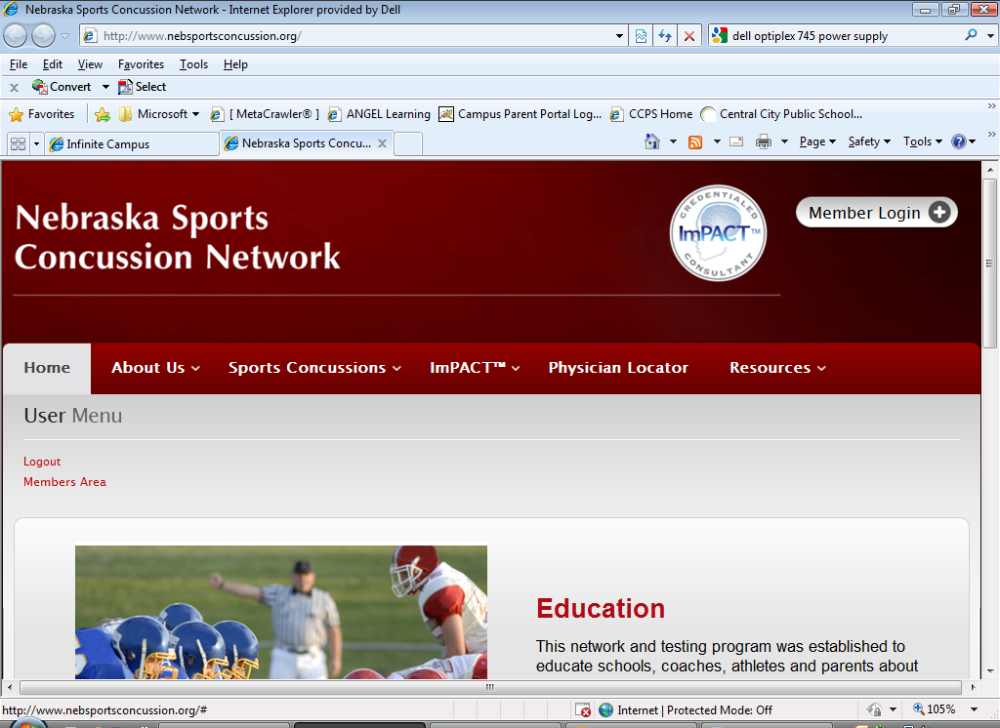 Nebraska Sports Concussion Network - Internet Explorer provided by Dell
http://www.nebsportsconcussion.org/
dell optiplex 745 power supply
File Edit View Favorites Tools Help
x Convert Select
Favorites Microsoft [ MetaCrawler® ] ANGEL Learning Campus Parent Portal Log... CCPS Home Central City Public School...
Infinite Campus Nebraska Sports Concu... X Page Safety Tools
Nebraska Sports
Concussion Network
CREDENTIALED
ImPACT™
CONSULTANT
Member Login
Home About Us Sports Concussions ImPACT™ Physician Locator Resources
User Menu
Logout
Members Area
Education
This network and testing program was established to
educate schools, coaches, athletes and parents about
http://www.nebsportsconcussion.org/# Internet | Protected Mode: Off 105%